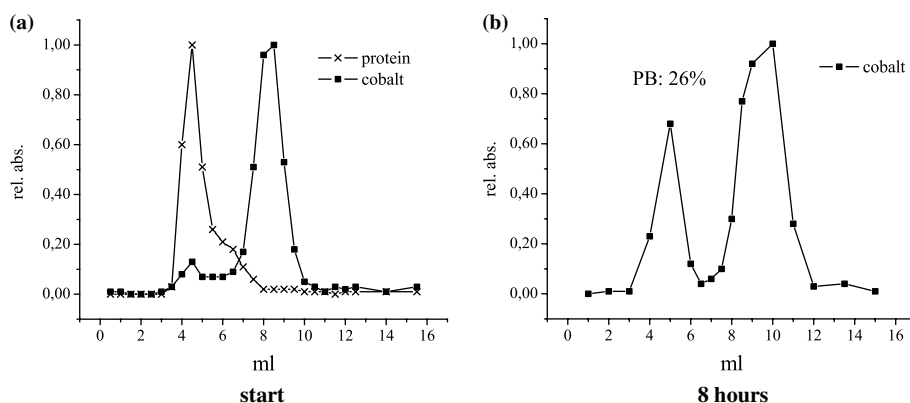 (a)
1,00
0,80
0,60
0,40
0,20
0,00
rel. abs.
protein
cobalt
0 2 4 6 8 10 12 14 16
ml
start
(b)
1,00
0,80
0,60
0,40
0,20
0,00
rel. abs.
PB: 26%
cobalt
0 2 4 6 8 10 12 14 16
ml
8 hours